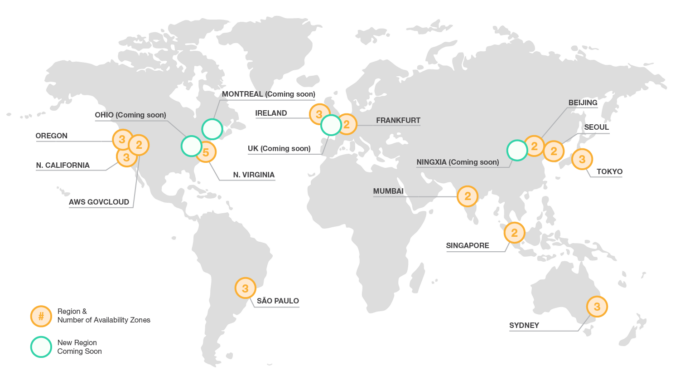 MONTREAL (Coming soon)
OHIO (Coming soon)
IRELAND
3
2
FRANKFURT
BEIJING
SEOUL
OREGON
3
2
5
UK (Coming soon)
2
2
3
N. CALIFORNIA
3
NINGXIA (Coming soon)
TOKYO
N. VIRGINIA
MUMBAI
2
AWS GOVCLOUD
2
SINGAPORE
3
SÃO PAULO
3
SYDNEY
# Region &
Number of Availability Zones
New Region
Coming Soon